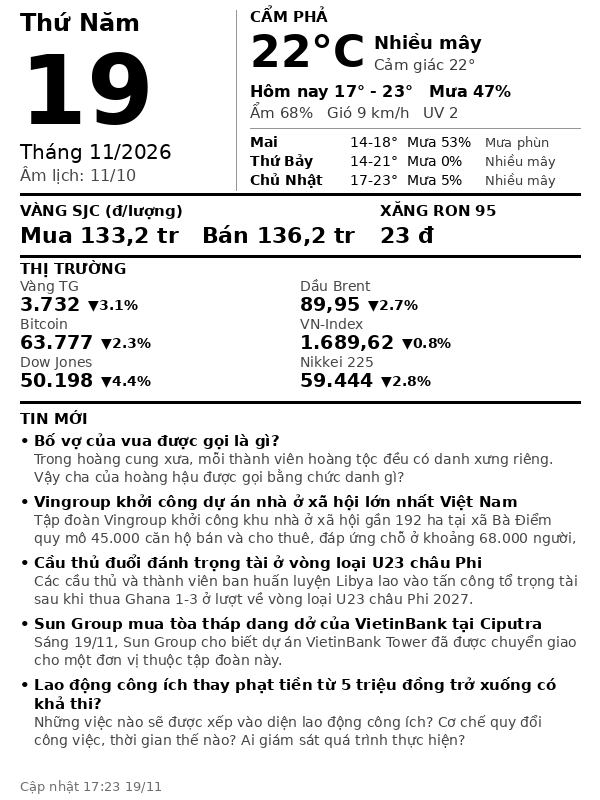 Thứ Năm
19
Tháng 11/2026
Âm lịch: 11/10
CẨM PHẢ
22°C Nhiều mây
Cảm giác 22°
Hôm nay 17° - 23° Mưa 47%
Ẩm 68% Gió 9 km/h UV 2
Mai 14-18° Mưa 53% Mưa phùn
Thứ Bảy 14-21° Mưa 0% Nhiều mây
Chủ Nhật 17-23° Mưa 5% Nhiều mây
VÀNG SJC (đ/lượng)
Mua 133,2 tr Bán 136,2 tr
XĂNG RON 95
23 đ
THỊ TRƯỜNG
Vàng TG
3.732 ▼3.1%
Dầu Brent
89,95 ▼2.7%
Bitcoin
63.777 ▼2.3%
VN-Index
1.689,62 ▼0.8%
Dow Jones
50.198 ▼4.4%
Nikkei 225
59.444 ▼2.8%
TIN MỚI
• Bố vợ của vua được gọi là gì?
Trong hoàng cung xưa, mỗi thành viên hoàng tộc đều có danh xưng riêng.
Vậy cha của hoàng hậu được gọi bằng chức danh gì?
• Vingroup khởi công dự án nhà ở xã hội lớn nhất Việt Nam
Tập đoàn Vingroup khởi công khu nhà ở xã hội gần 192 ha tại xã Bà Điểm
quy mô 45.000 căn hộ bán và cho thuê, đáp ứng chỗ ở khoảng 68.000 người,
• Cầu thủ đuổi đánh trọng tài ở vòng loại U23 châu Phi
Các cầu thủ và thành viên ban huấn luyện Libya lao vào tấn công tổ trọng tài
sau khi thua Ghana 1-3 ở lượt về vòng loại U23 châu Phi 2027.
• Sun Group mua tòa tháp dang dở của VietinBank tại Ciputra
Sáng 19/11, Sun Group cho biết dự án VietinBank Tower đã được chuyển giao
cho một đơn vị thuộc tập đoàn này.
• Lao động công ích thay phạt tiền từ 5 triệu đồng trở xuống có
khả thi?
Những việc nào sẽ được xếp vào diện lao động công ích? Cơ chế quy đổi
công việc, thời gian thế nào? Ai giám sát quá trình thực hiện?
Cập nhật 17:23 19/11